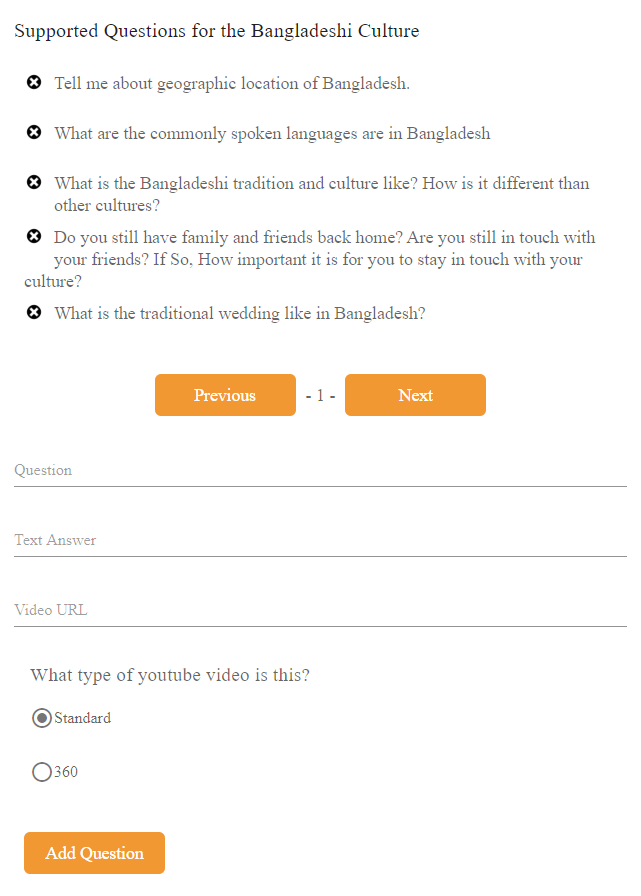 Supported Questions for the Bangladeshi Culture
Tell me about geographic location of Bangladesh.
What are the commonly spoken languages are in Bangladesh
What is the Bangladeshi tradition and culture like? How is it different than
other cultures?
Do you still have family and friends back home? Are you still in touch with
your friends? If So, How important it is for you to stay in touch with your
culture?
What is the traditional wedding like in Bangladesh?
Previous - 1 - Next
Question
Text Answer
Video URL
What type of youtube video is this?
Standard
360
Add Question